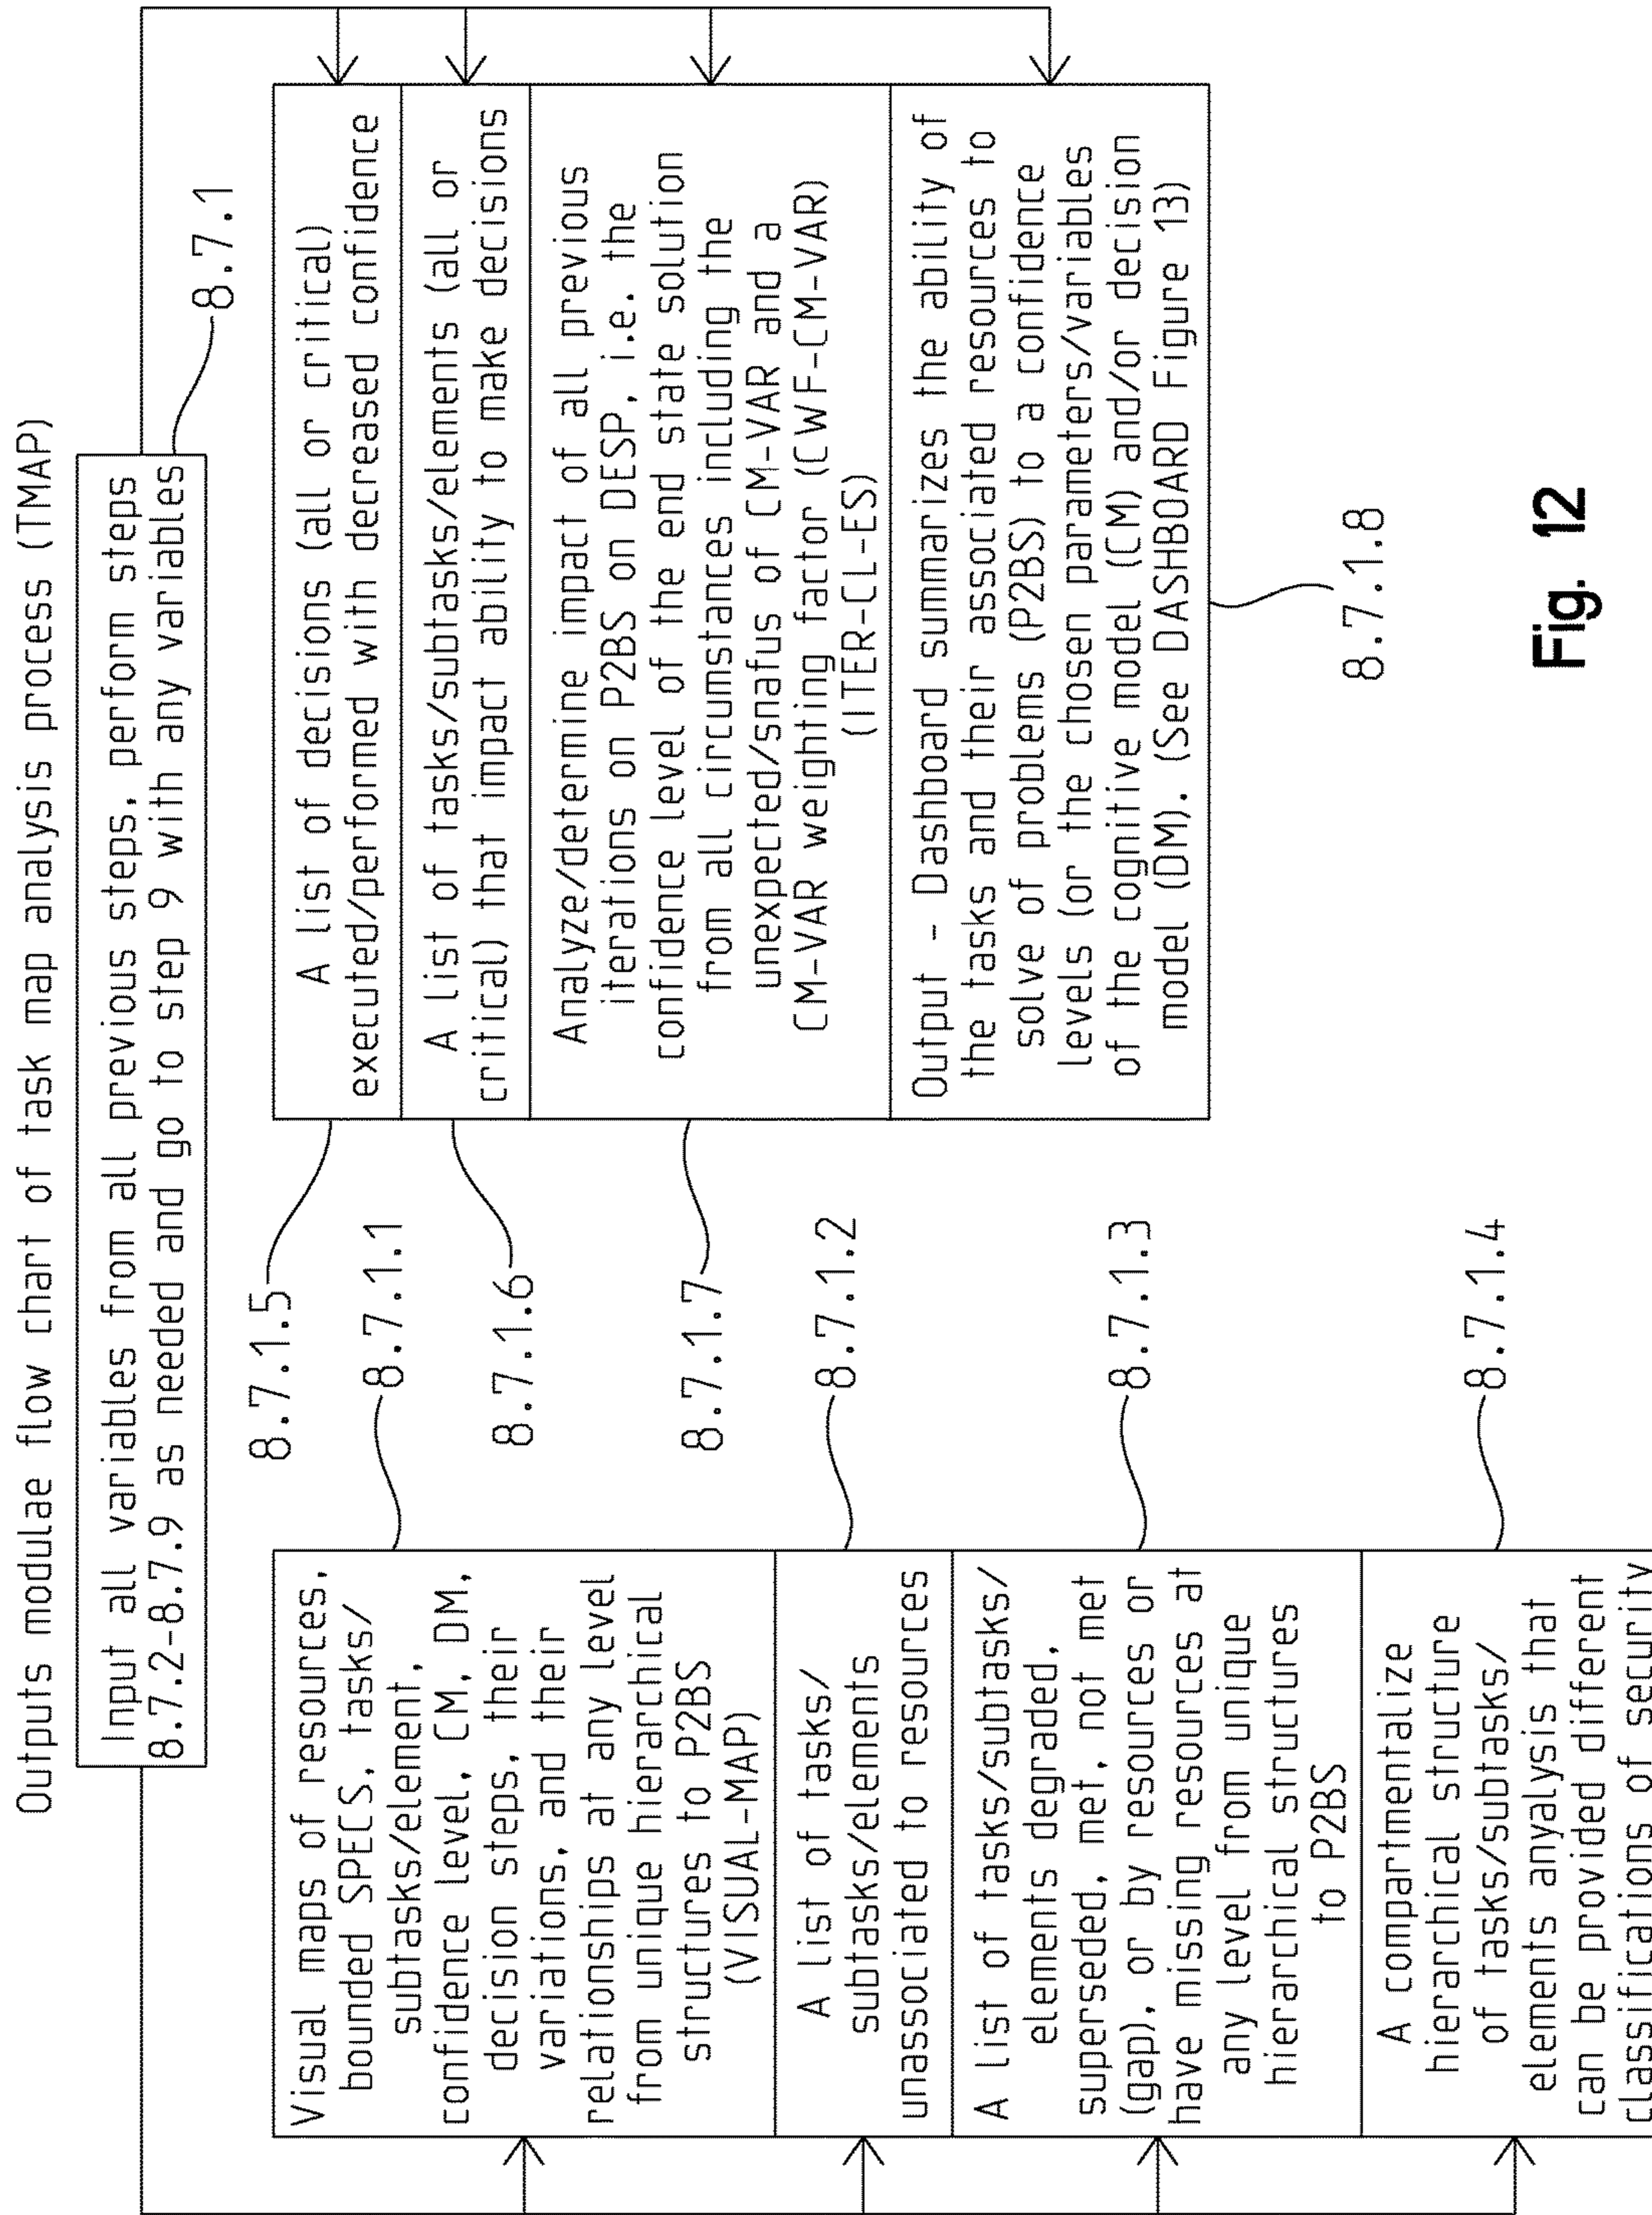 Outputs modulae flow chart of task map analysis process (TMAP)
Input all variables from all previous steps, perform steps
8.7.2-8.7.9 as needed and go to step 9 with any variables
8.7.1
Visual maps of resources,
bounded SPECS, tasks/
subtasks/element,
confidence level, CM, DM,
decision steps, their
variations, and their
relationships at any level
from unique hierarchical
structures to P2BS
(VISUAL-MAP)
8.7.1.1
A list of tasks/
subtasks/elements
unassociated to resources
8.7.1.2
A list of tasks/subtasks/
elements degraded,
superseded, met, not met
(gap), or by resources or
have missing resources at
any level from unique
hierarchical structures
to P2BS
8.7.1.3
A compartmentalize
hierarchical structure
of tasks/subtasks/
elements anyalysis that
can be provided different
classifications of security
8.7.1.4
8.7.1.5
A list of decisions (all or critical)
executed/performed with decreased confidence
8.7.1.6
A list of tasks/subtasks/elements (all or
critical) that impact ability to make decisions
8.7.1.7
Analyze/determine impact of all previous
iterations on P2BS on DESP, i.e. the
confidence level of the end state solution
from all circumstances including the
unexpected/snafus of CM-VAR and a
CM-VAR weighting factor (CWF-CM-VAR)
(ITER-CL-ES)
Output - Dashboard summarizes the ability of
the tasks and their associated resources to
solve of problems (P2BS) to a confidence
levels (or the chosen parameters/variables
of the cognitive model (CM) and/or decision
model (DM). (See DASHBOARD Figure 13)
8.7.1.8
Fig. 12